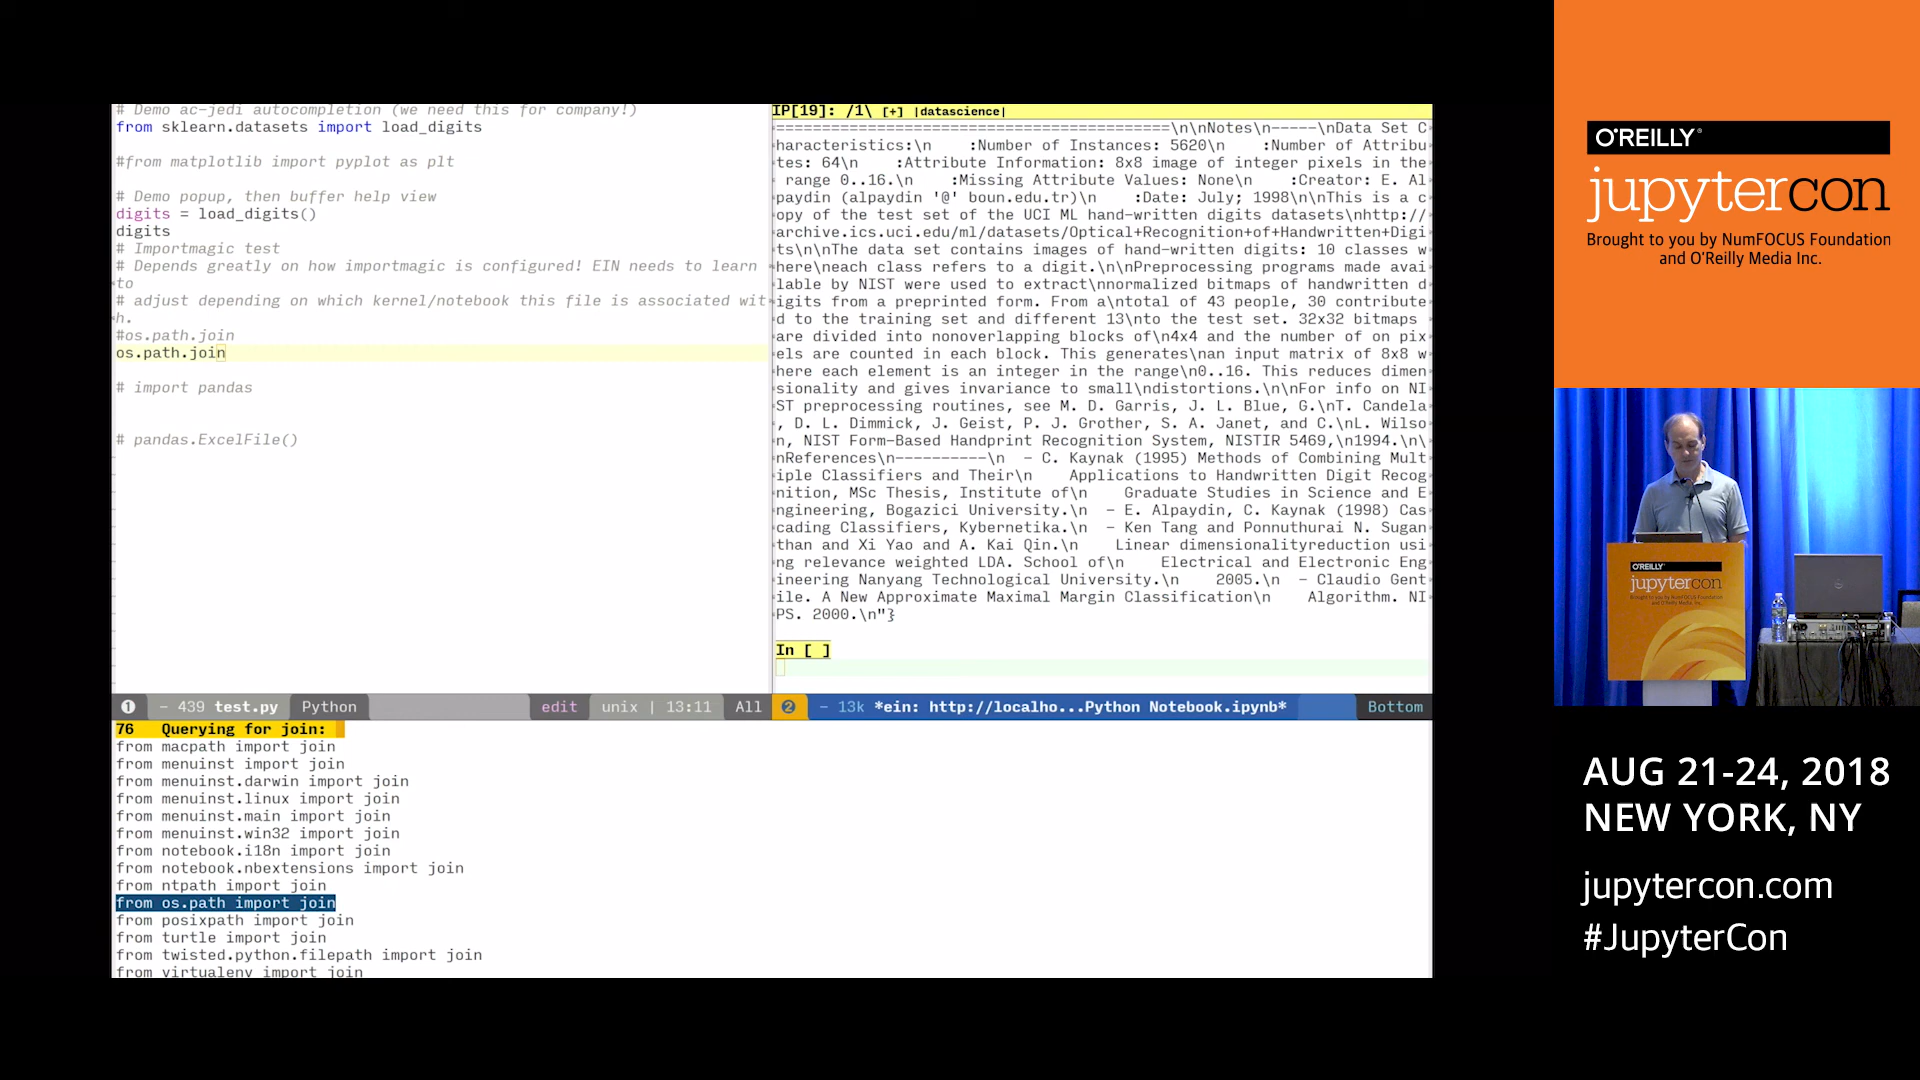 # Demo ac-jedi autocompletion (we need this for company!)
from sklearn.datasets import load_digits
#from matplotlib import pyplot as plt
# Demo popup, then buffer help view
digits = load_digits()
digits
# Importmagic test
# Depends greatly on how importmagic is configured! EIN needs to learn
to
# adjust depending on which kernel/notebook this file is associated wit
h.
#os.path.join
os.path.join
# import pandas
# pandas.ExcelFile()
❶ - 439 test.py Python edit unix | 13:11 All
IP[19]: /1\ [+] |datascience|
===========================================\n\nNotes\n-----\nData Set C
haracteristics:\n    :Number of Instances: 5620\n    :Number of Attribu
tes: 64\n    :Attribute Information: 8x8 image of integer pixels in the
 range 0..16.\n    :Missing Attribute Values: None\n    :Creator: E. Al
paydin (alpaydin '@' boun.edu.tr)\n    :Date: July; 1998\n\nThis is a c
opy of the test set of the UCI ML hand-written digits datasets\nhttp://
archive.ics.uci.edu/ml/datasets/Optical+Recognition+of+Handwritten+Digi
ts\n\nThe data set contains images of hand-written digits: 10 classes w
here\neach class refers to a digit.\n\nPreprocessing programs made avai
lable by NIST were used to extract\nnormalized bitmaps of handwritten d
igits from a preprinted form. From a\ntotal of 43 people, 30 contribute
d to the training set and different 13\nto the test set. 32x32 bitmaps
are divided into nonoverlapping blocks of\n4x4 and the number of on pix
els are counted in each block. This generates\nan input matrix of 8x8 w
here each element is an integer in the range\n0..16. This reduces dimen
sionality and gives invariance to small\ndistortions.\n\nFor info on NI
ST preprocessing routines, see M. D. Garris, J. L. Blue, G.\nT. Candela
, D. L. Dimmick, J. Geist, P. J. Grother, S. A. Janet, and C.\nL. Wilso
n, NIST Form-Based Handprint Recognition System, NISTIR 5469,\n1994.\n\
nReferences\n----------\n  - C. Kaynak (1995) Methods of Combining Mult
iple Classifiers and Their\n    Applications to Handwritten Digit Recog
nition, MSc Thesis, Institute of\n    Graduate Studies in Science and E
ngineering, Bogazici University.\n  - E. Alpaydin, C. Kaynak (1998) Cas
cading Classifiers, Kybernetika.\n  - Ken Tang and Ponnuthurai N. Sugan
than and Xi Yao and A. Kai Qin.\n    Linear dimensionalityreduction usi
ng relevance weighted LDA. School of\n    Electrical and Electronic Eng
ineering Nanyang Technological University.\n    2005.\n  - Claudio Gent
ile. A New Approximate Maximal Margin Classification\n    Algorithm. NI
PS. 2000.\n"}
In [ ]
❷ - 13k *ein: http://localho...Python Notebook.ipynb* Bottom
76 Querying for join:
from macpath import join
from menuinst import join
from menuinst.darwin import join
from menuinst.linux import join
from menuinst.main import join
from menuinst.win32 import join
from notebook.i18n import join
from notebook.nbextensions import join
from ntpath import join
from os.path import join
from posixpath import join
from turtle import join
from twisted.python.filepath import join
from virtualenv import join
O'REILLY®
jupytercon
Brought to you by NumFOCUS Foundation
and O'Reilly Media Inc.
O'REILLY
jupytercon
Brought to you by NumFOCUS Foundation
and O'Reilly Media Inc.
AUG 21-24, 2018
NEW YORK, NY
jupytercon.com
#JupyterCon